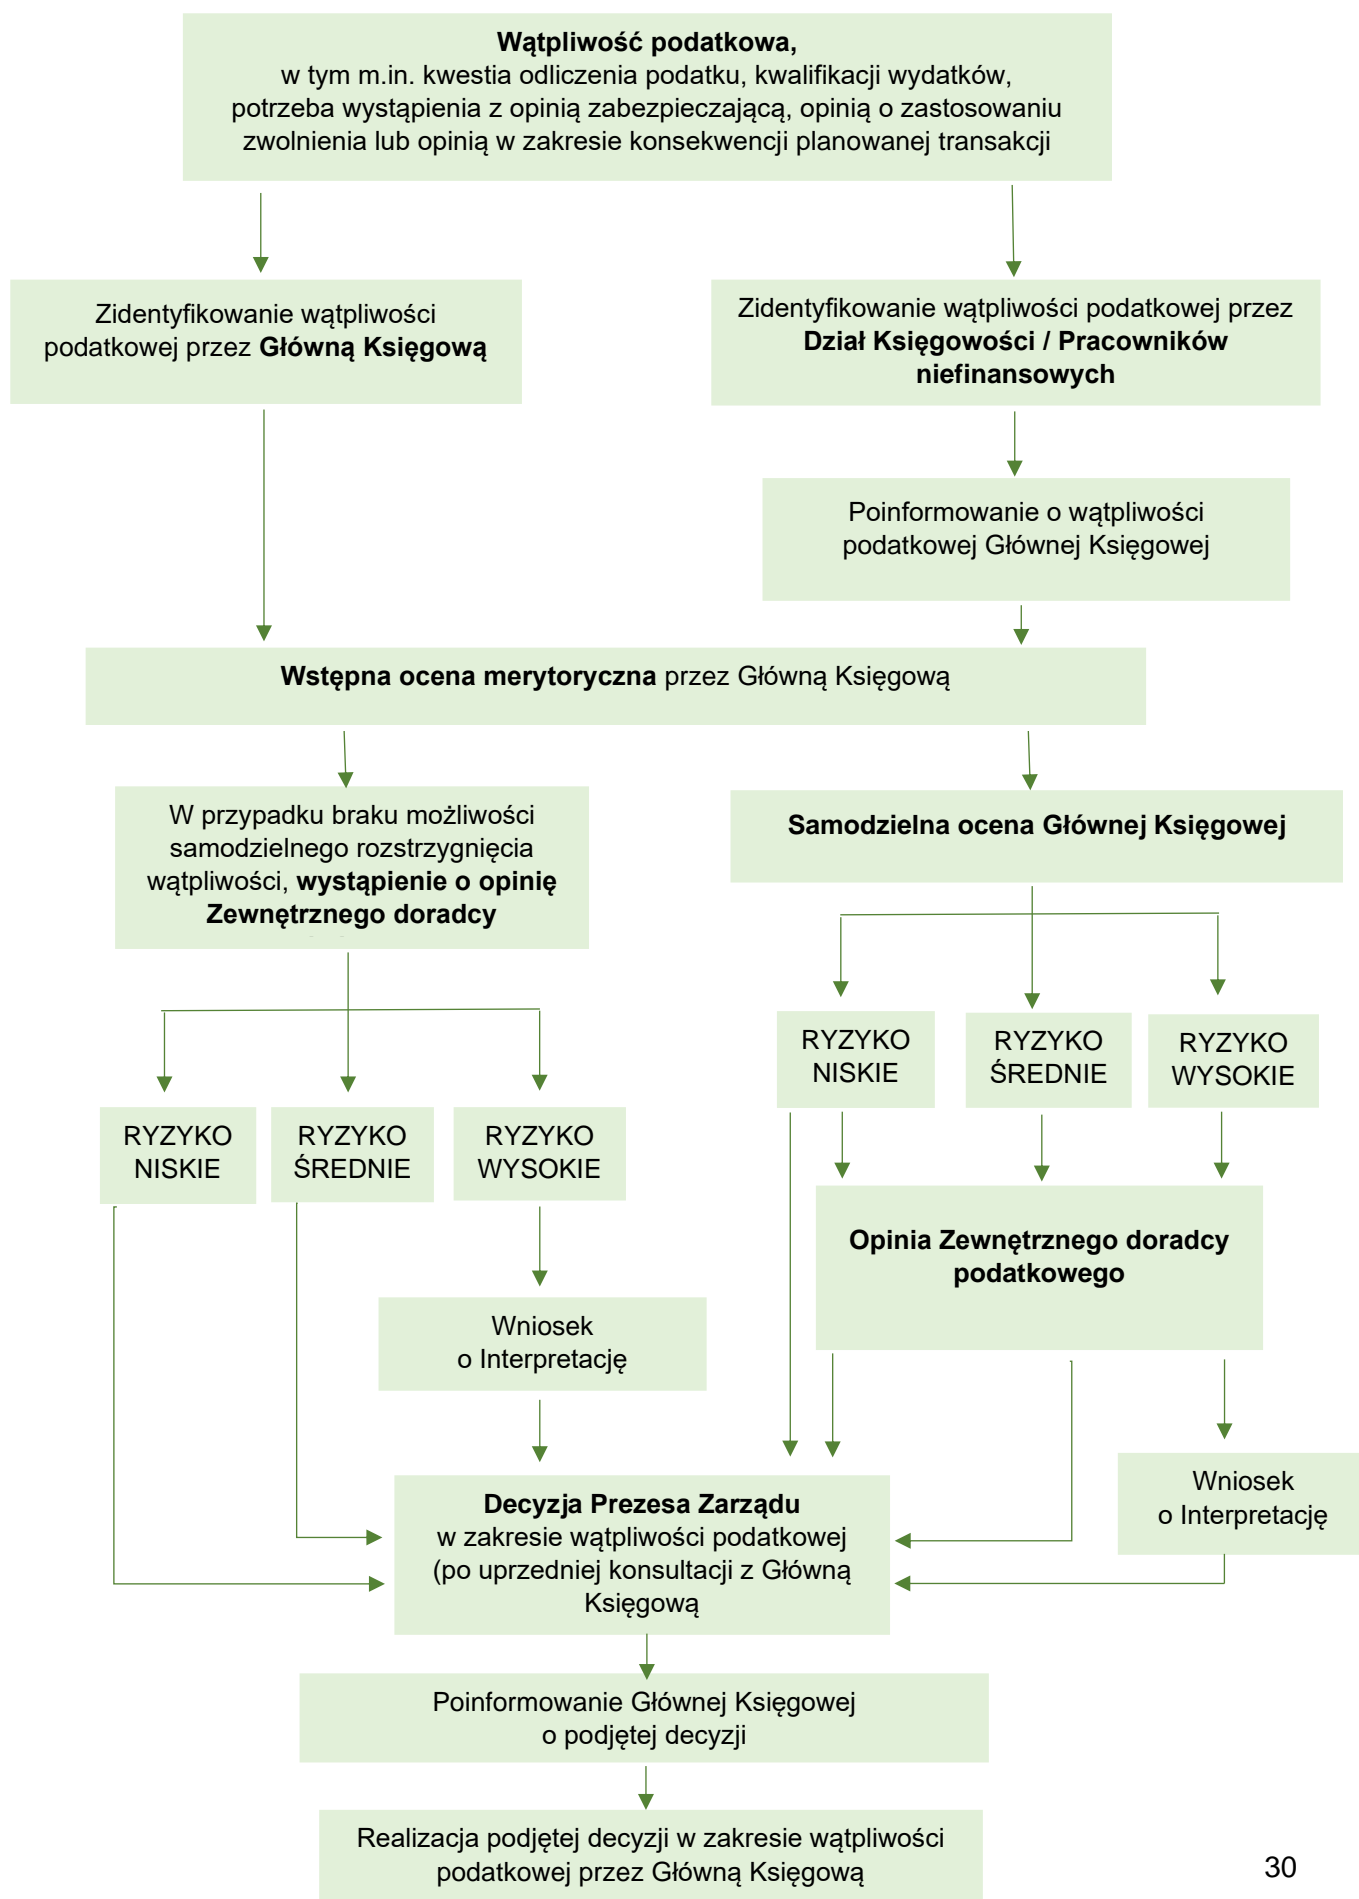 Wątpliwość podatkowa,
w tym m.in. kwestia odliczenia podatku, kwalifikacji wydatków,
potrzeba wystąpienia z opinią zabezpieczającą, opinią o zastosowaniu
zwolnienia lub opinią w zakresie konsekwencji planowanej transakcji
Zidentyfikowanie wątpliwości
podatkowej przez Główną Księgową
Zidentyfikowanie wątpliwości podatkowej przez
Dział Księgowości / Pracowników
niefinansowych
Poinformowanie o wątpliwości
podatkowej Głównej Księgowej
Wstępna ocena merytoryczna przez Główną Księgową
W przypadku braku możliwości
samodzielnego rozstrzygnięcia
wątpliwości, wystąpienie o opinię
Zewnętrznego doradcy
Samodzielna ocena Głównej Księgowej
RYZYKO
NISKIE
RYZYKO
ŚREDNIE
RYZYKO
WYSOKIE
RYZYKO
NISKIE
RYZYKO
ŚREDNIE
RYZYKO
WYSOKIE
Opinia Zewnętrznego doradcy
podatkowego
Wniosek
o Interpretację
Wniosek
o Interpretację
Decyzja Prezesa Zarządu
w zakresie wątpliwości podatkowej
(po uprzedniej konsultacji z Główną
Księgową
Poinformowanie Głównej Księgowej
o podjętej decyzji
Realizacja podjętej decyzji w zakresie wątpliwości
podatkowej przez Główną Księgową
30